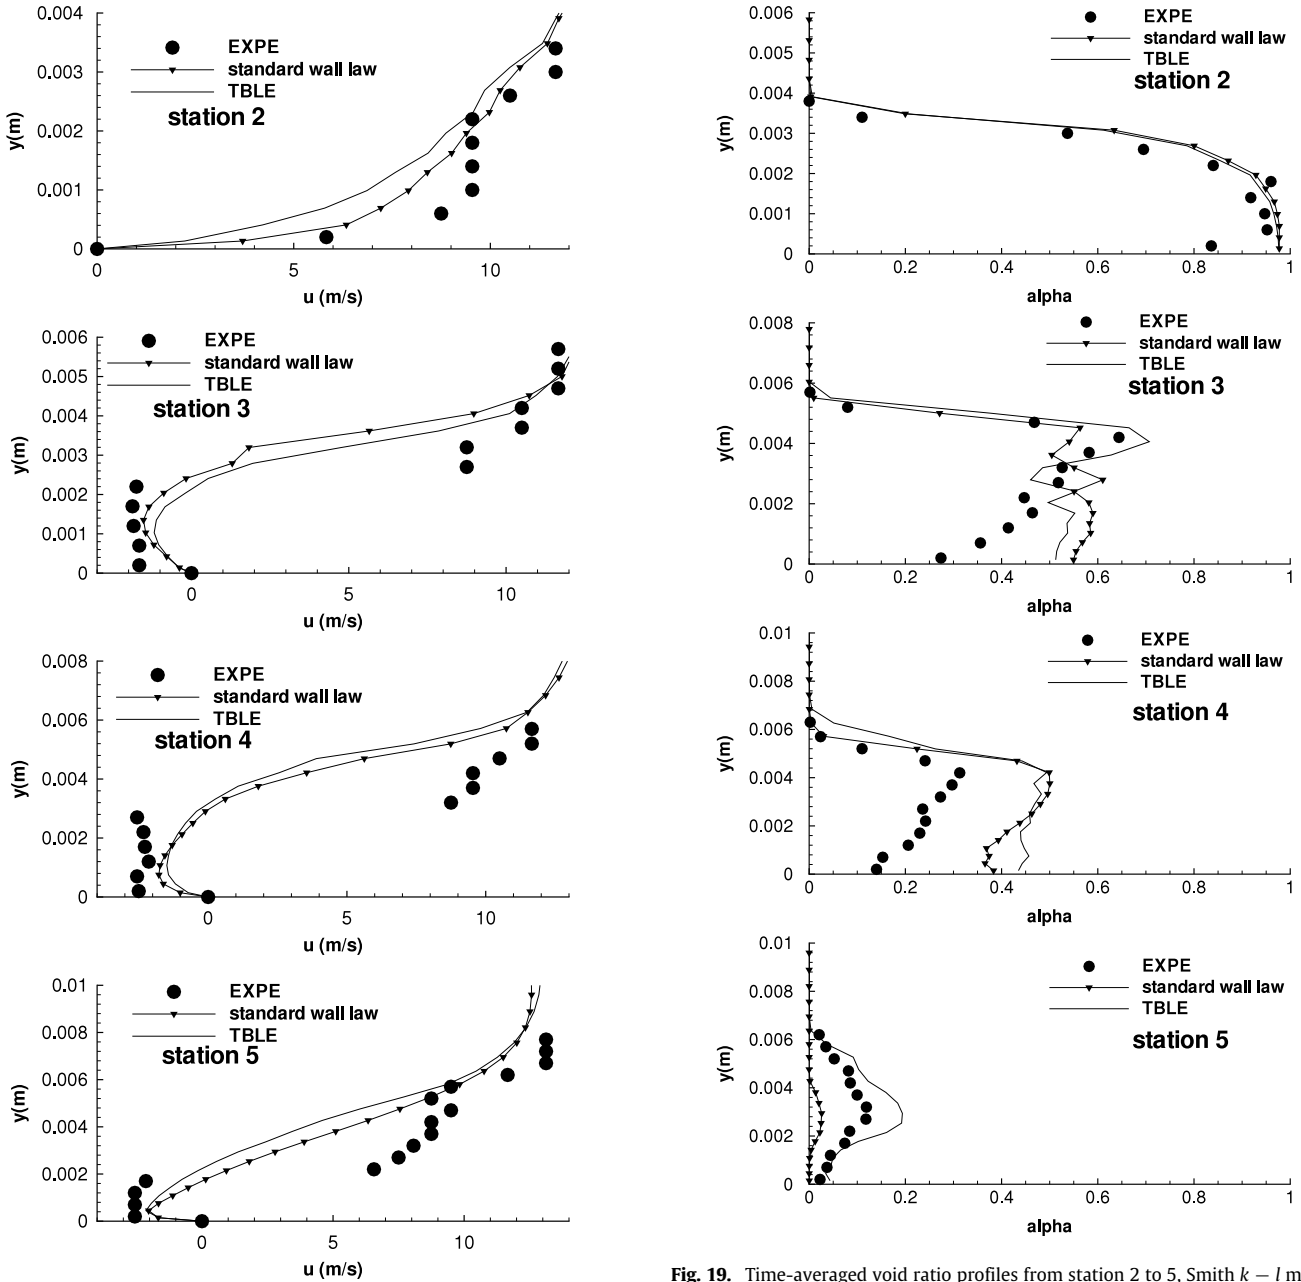 0.004
0.003
0.002
0.001
0
y(m)
EXPE
standard wall law
TBLE
station 2
0
5
10
u (m/s)
0.006
0.005
0.004
0.003
0.002
0.001
0
y(m)
EXPE
standard wall law
TBLE
station 3
0
5
10
u (m/s)
0.008
0.006
0.004
0.002
0
y(m)
EXPE
standard wall law
TBLE
station 4
0
5
10
u (m/s)
0.01
0.008
0.006
0.004
0.002
0
y(m)
EXPE
standard wall law
TBLE
station 5
0
5
10
u (m/s)
0.006
0.005
0.004
0.003
0.002
0.001
0
y(m)
EXPE
standard wall law
TBLE
station 2
0
0.2
0.4
0.6
0.8
1
alpha
0.008
0.006
0.004
0.002
0
y(m)
EXPE
standard wall law
TBLE
station 3
0
0.2
0.4
0.6
0.8
1
alpha
0.01
0.008
0.006
0.004
0.002
0
y(m)
EXPE
standard wall law
TBLE
station 4
0
0.2
0.4
0.6
0.8
1
alpha
0.01
0.008
0.006
0.004
0.002
0
y(m)
EXPE
standard wall law
TBLE
station 5
0
0.2
0.4
0.6
0.8
1
alpha
Fig. 19. Time-averaged void ratio profiles from station 2 to 5, Smith k − l m